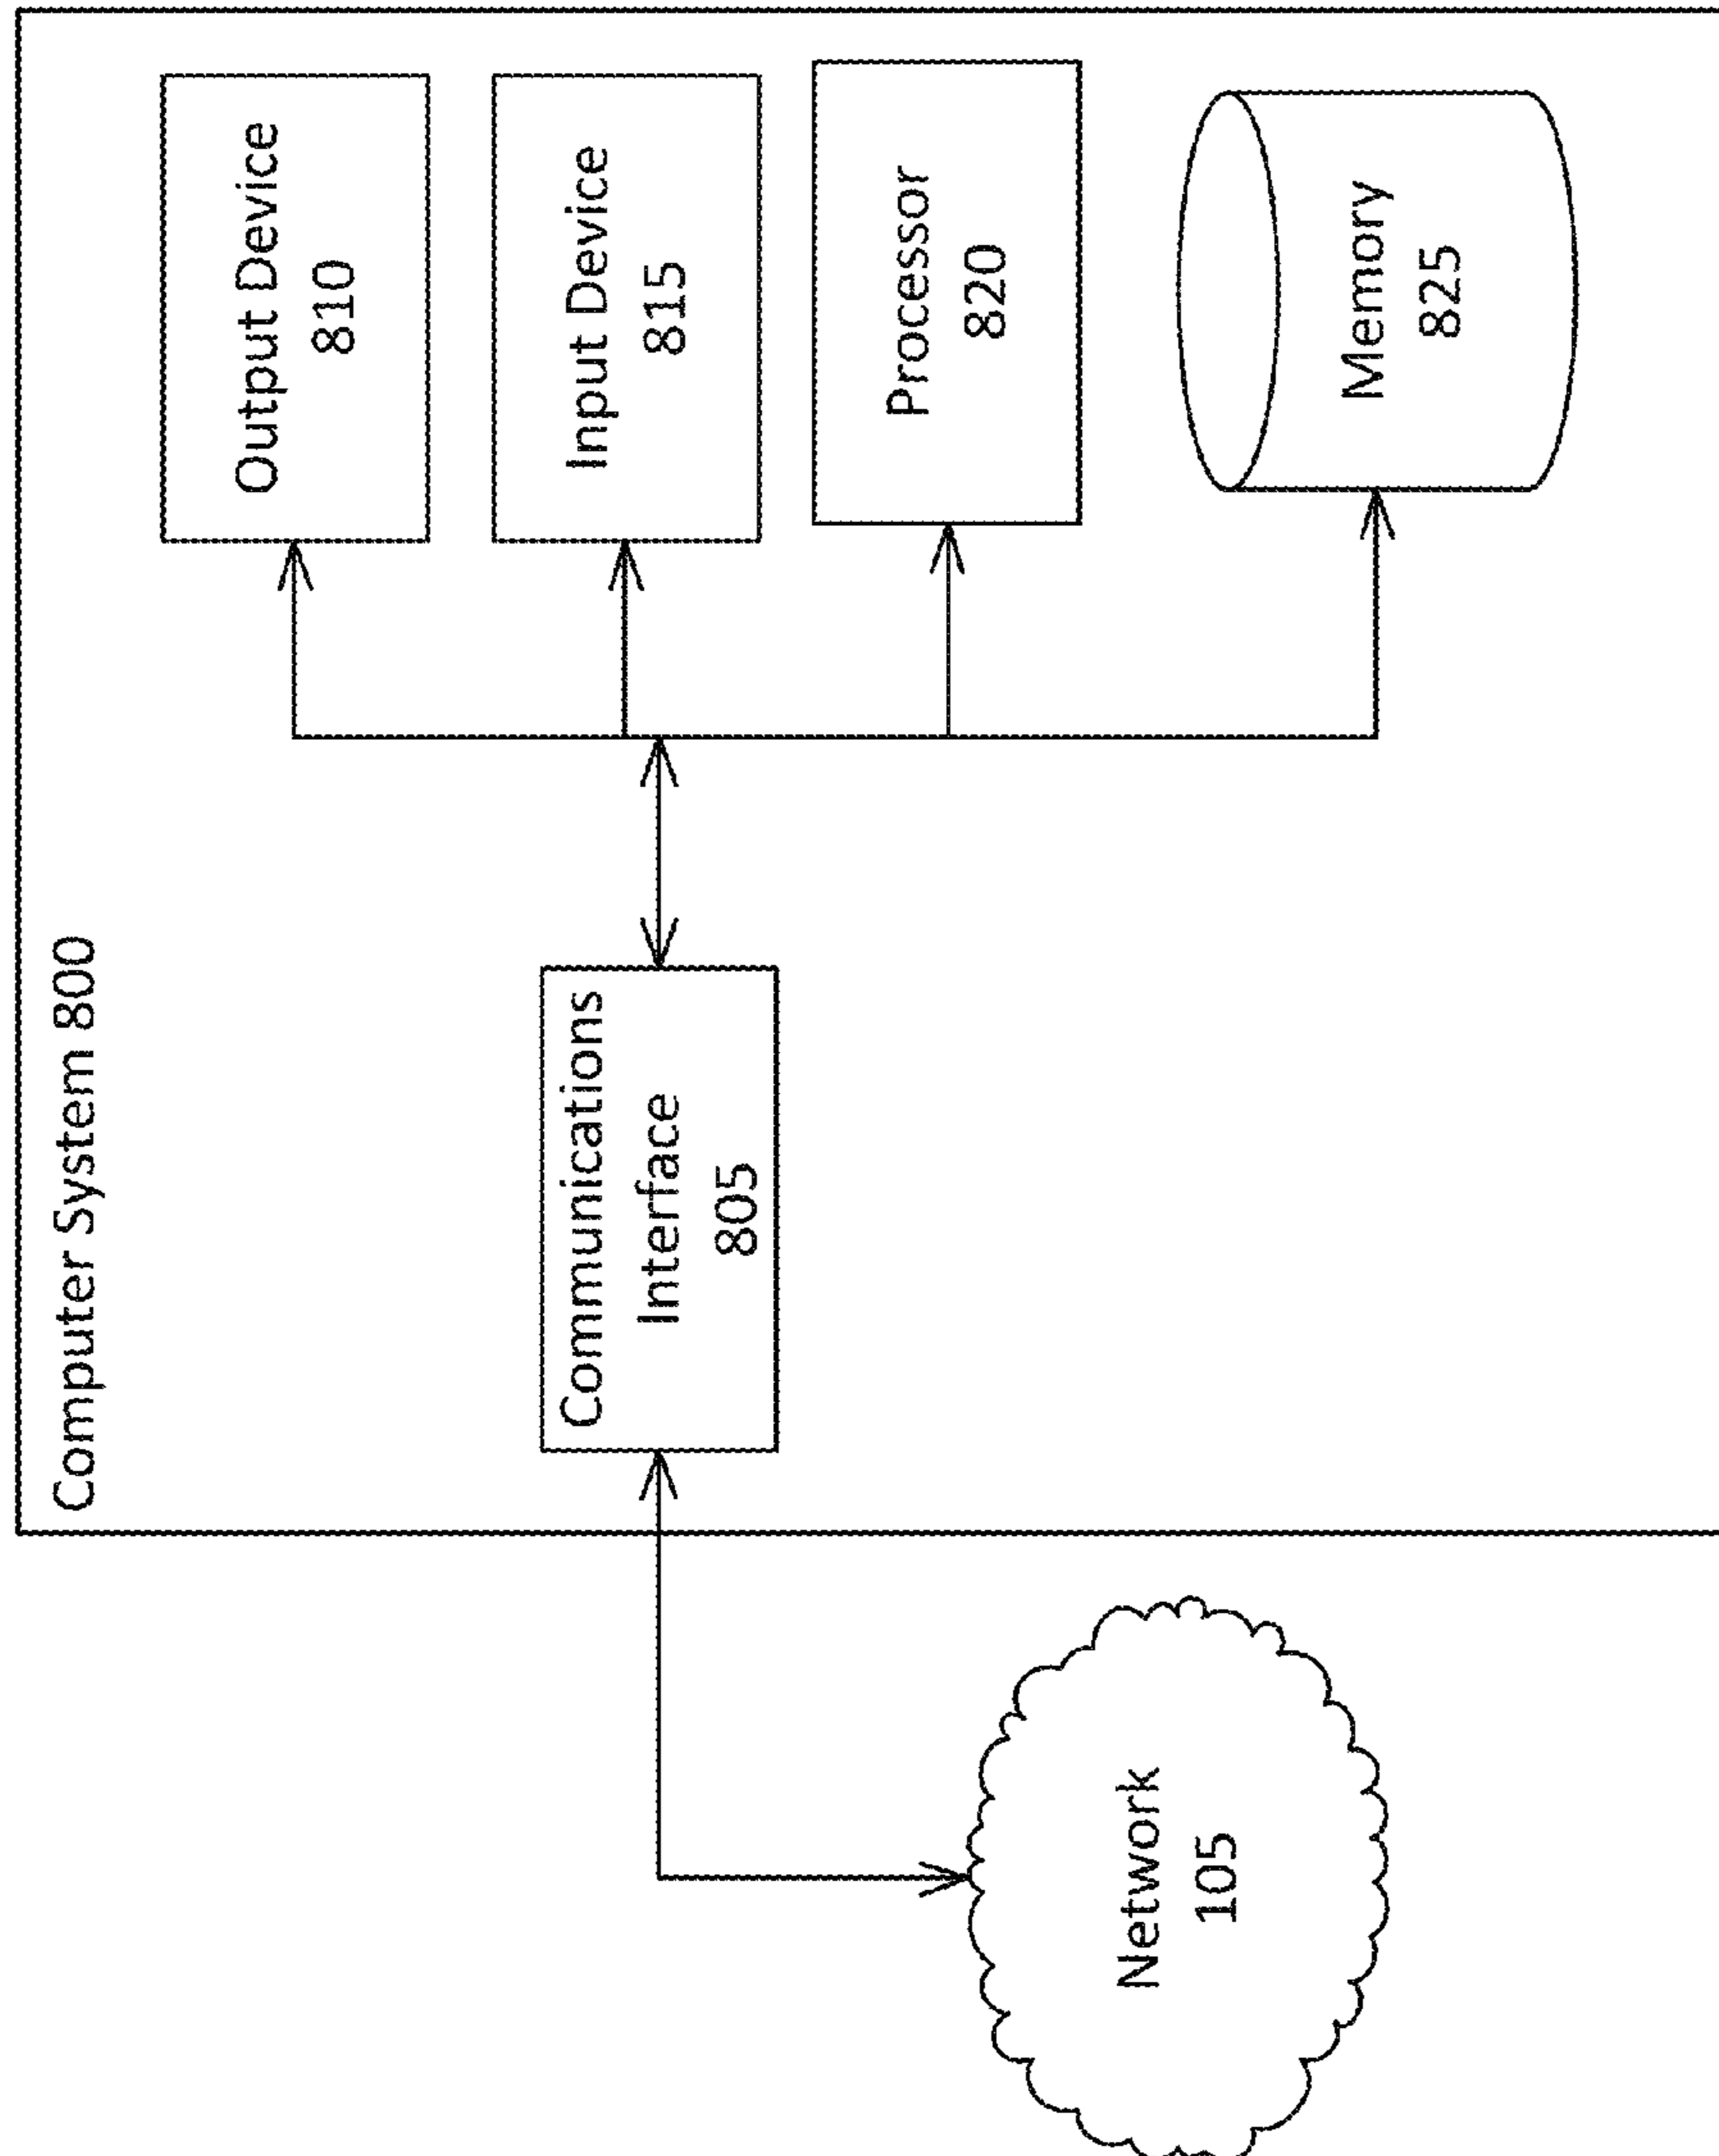 Computer System 800
Output Device
810
Input Device
815
Communications
Interface
805
Processor
820
Network
105
Memory
825